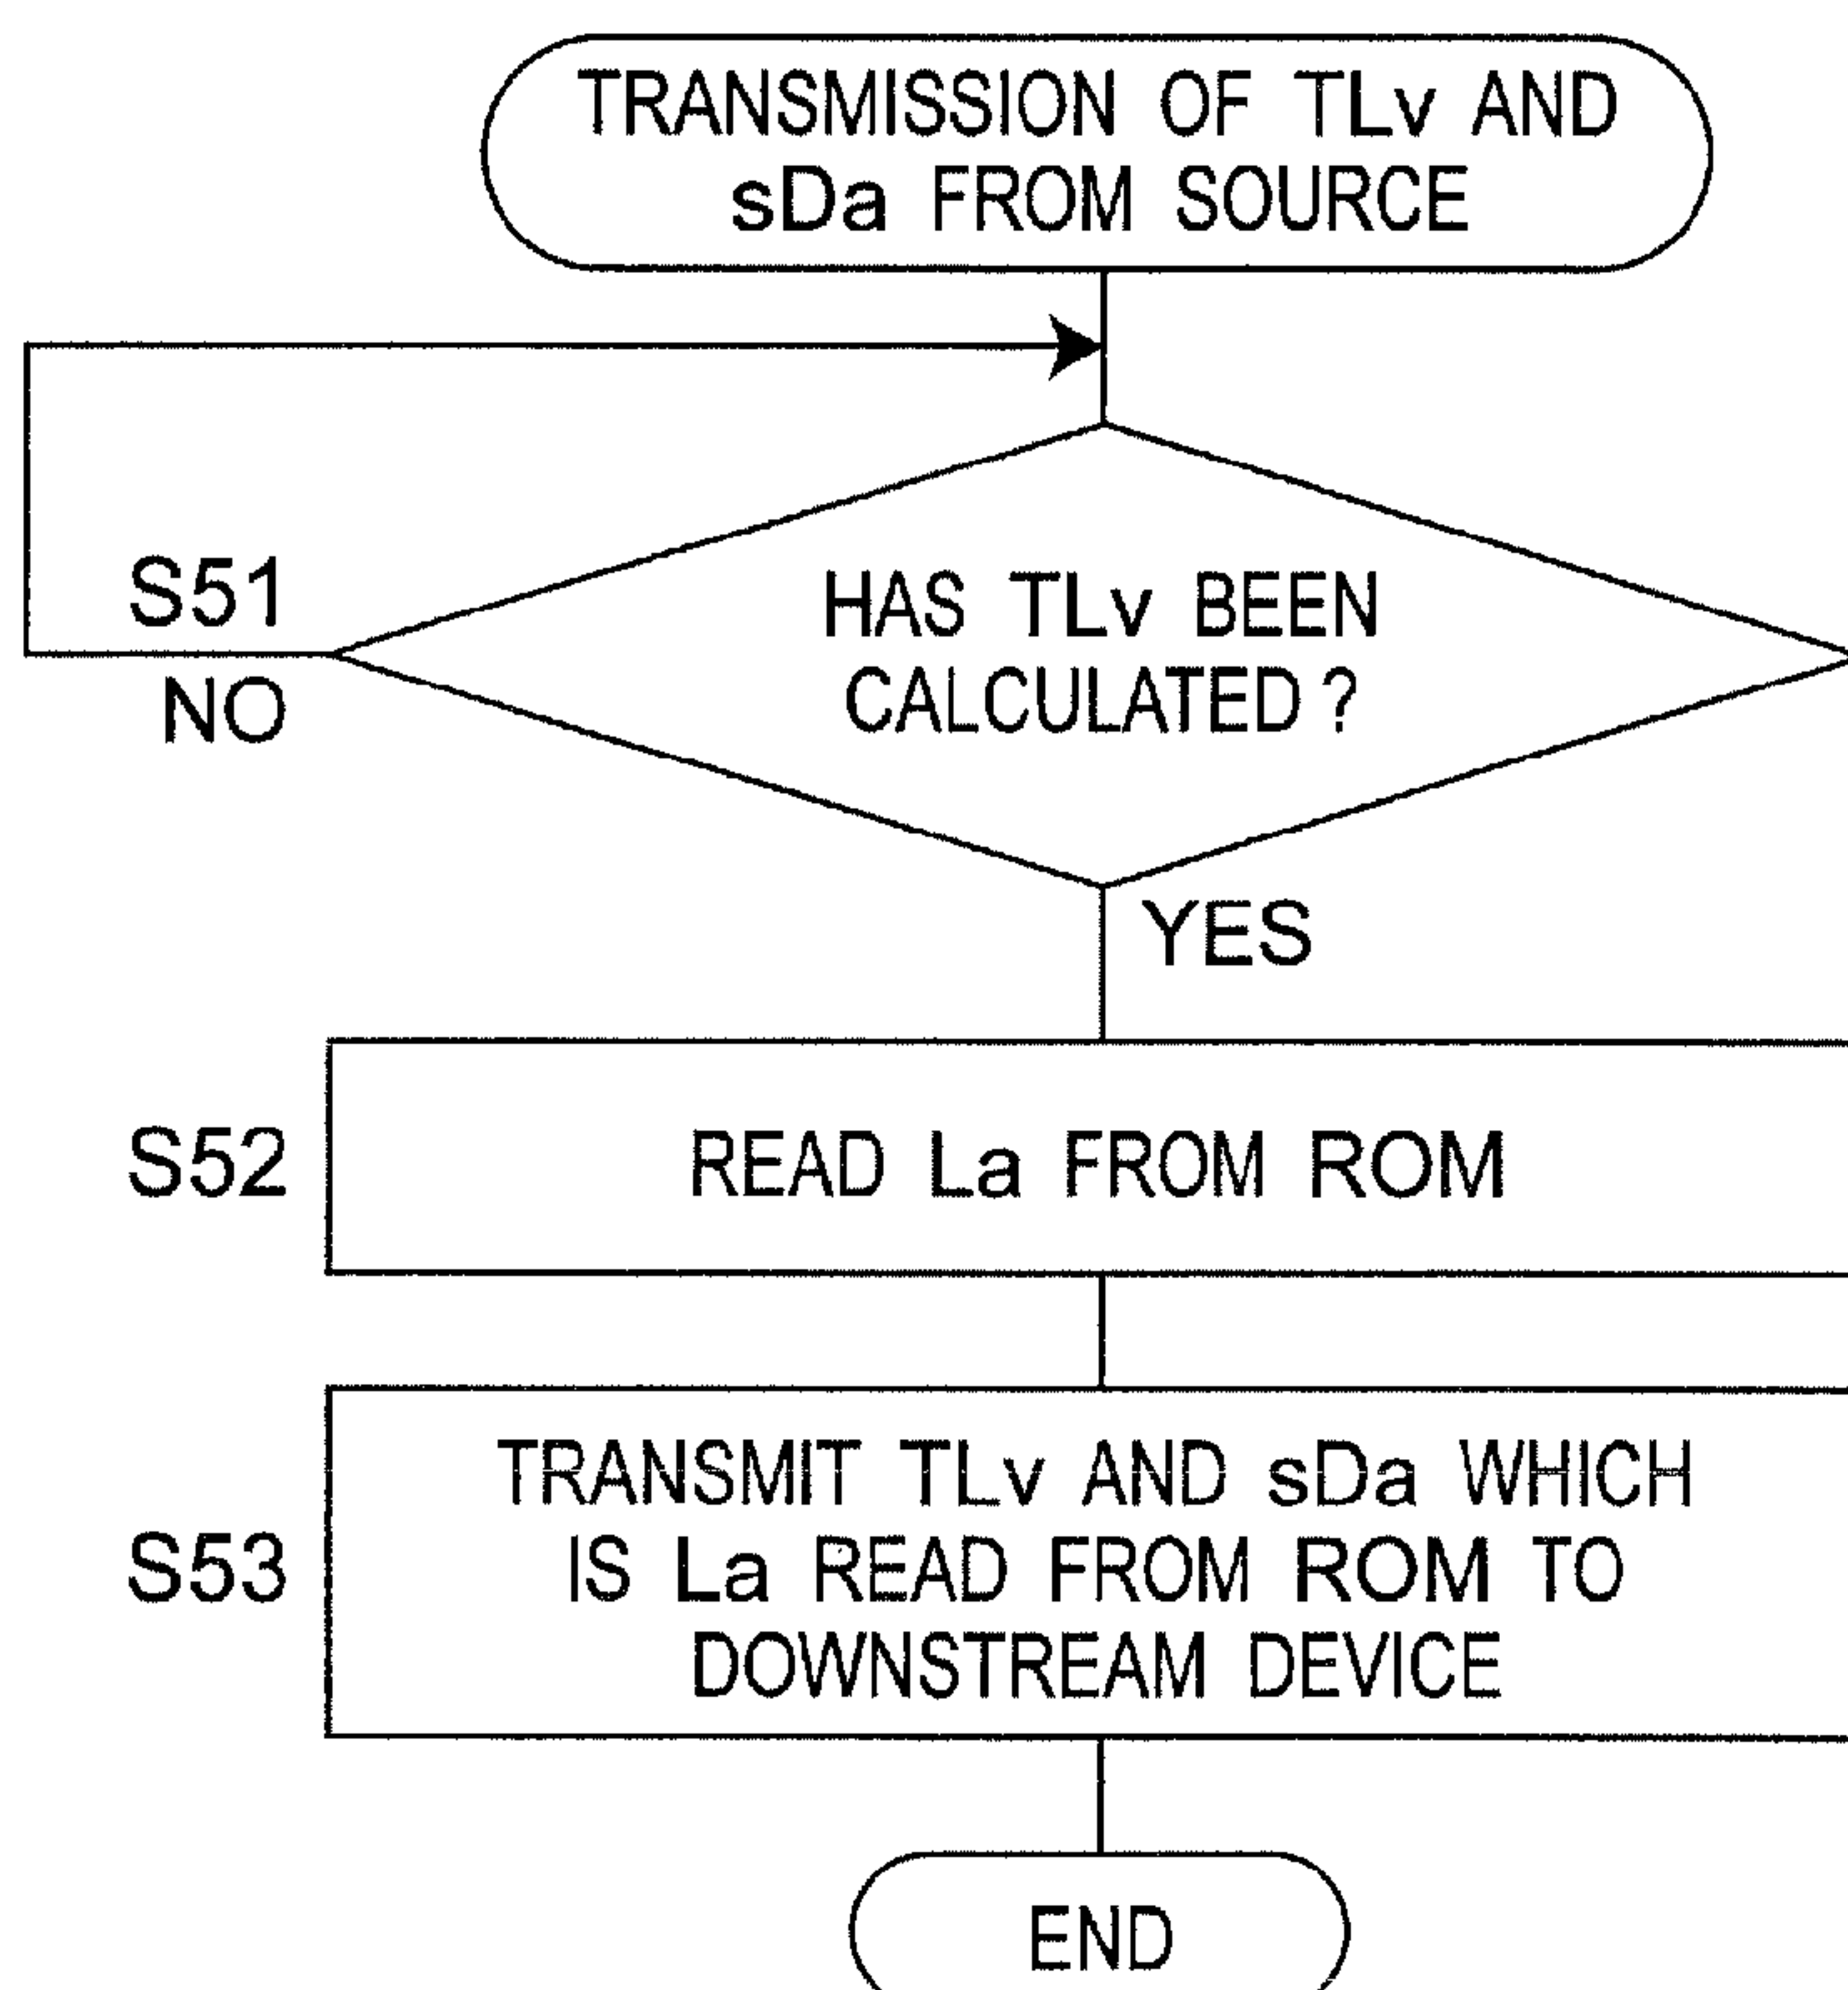 TRANSMISSION OF TLv AND
sDa FROM SOURCE
S51
HAS TLv BEEN
CALCULATED ?
NO
YES
S52
READ La FROM ROM
S53
TRANSMIT TLv AND sDa WHICH
IS La READ FROM ROM TO
DOWNSTREAM DEVICE
END